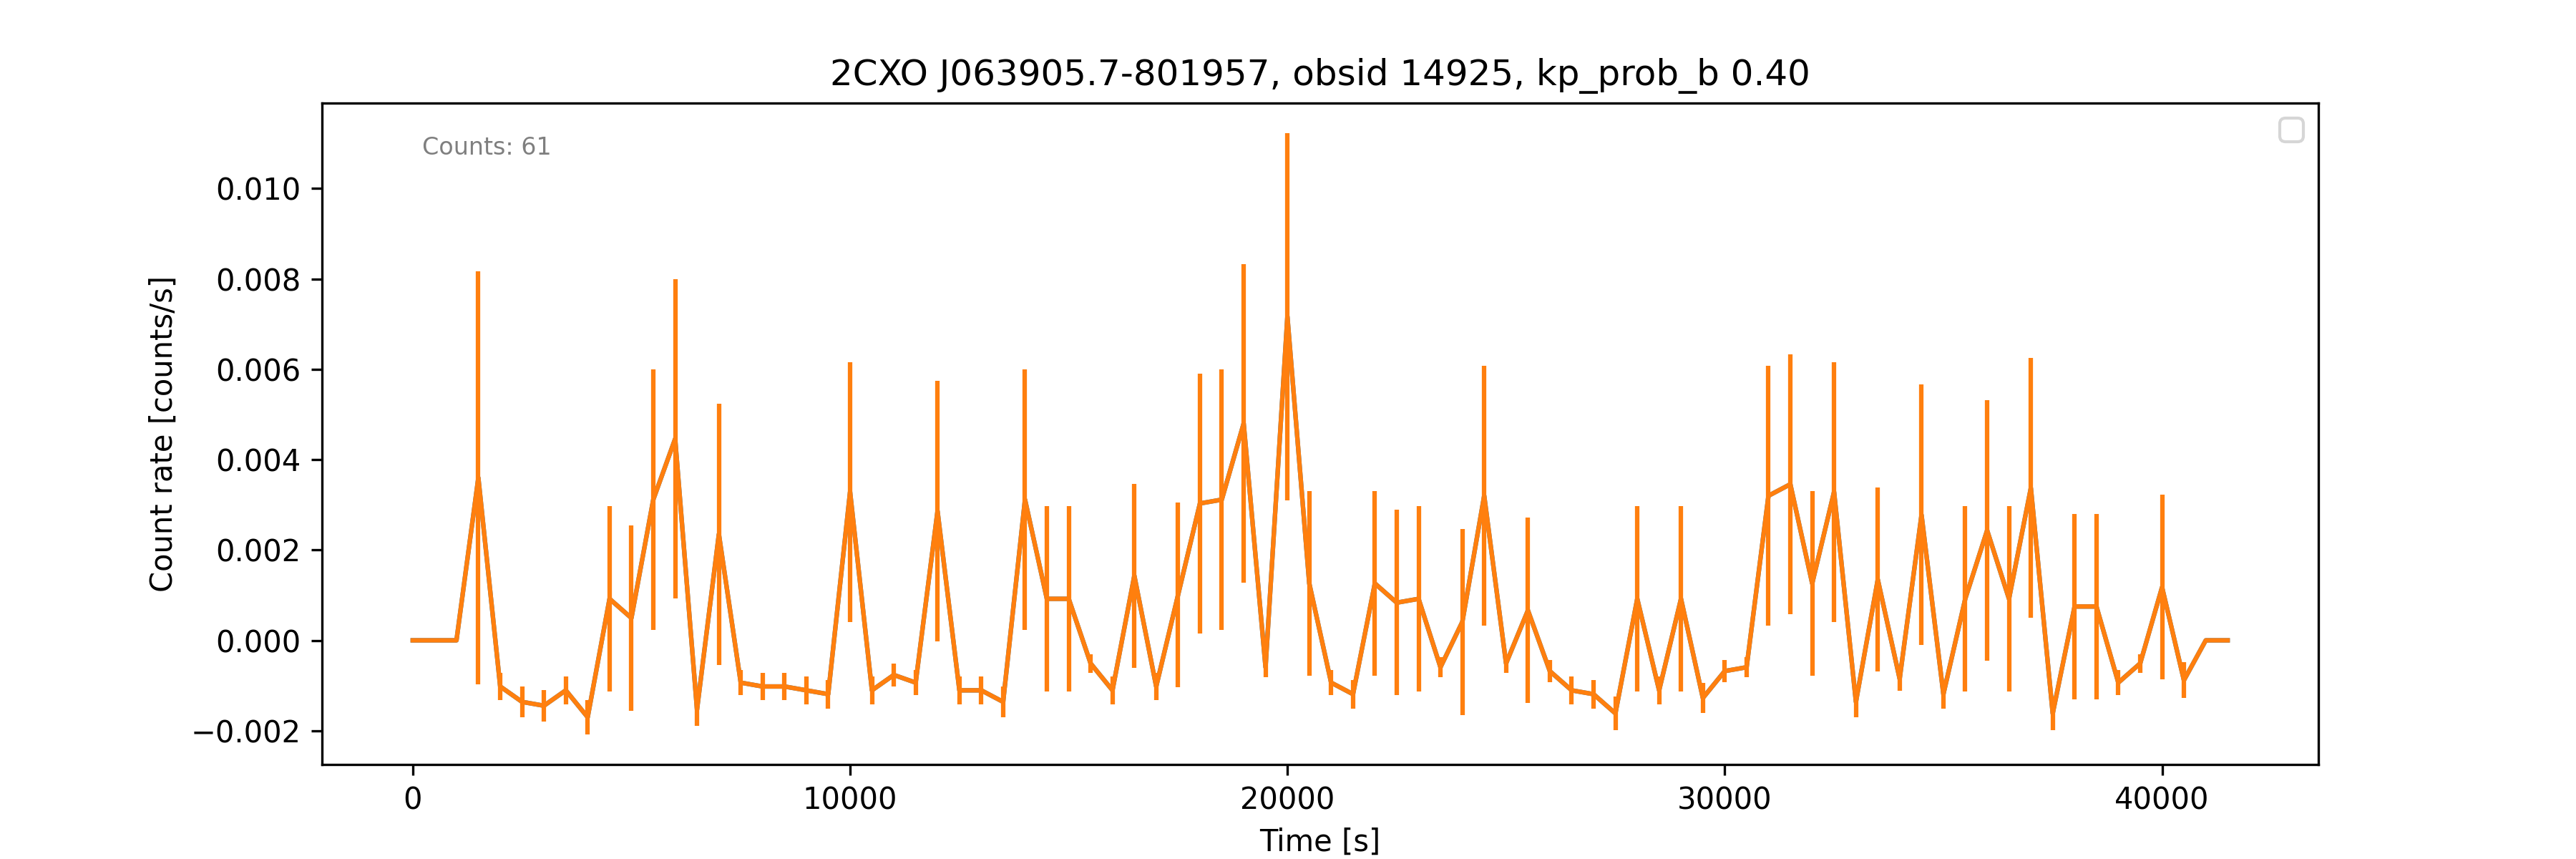 2CXO J063905.7-801957, obsid 14925, kp_prob_b 0.40
Counts: 61
Count rate [counts/s]
0.010
0.008
0.006
0.004
0.002
0.000
−0.002
0 10000 20000 30000 40000
Time [s]